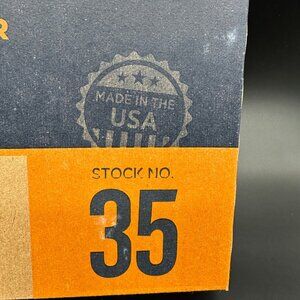 R
MADE IN THE
USA
STOCK NO.
35